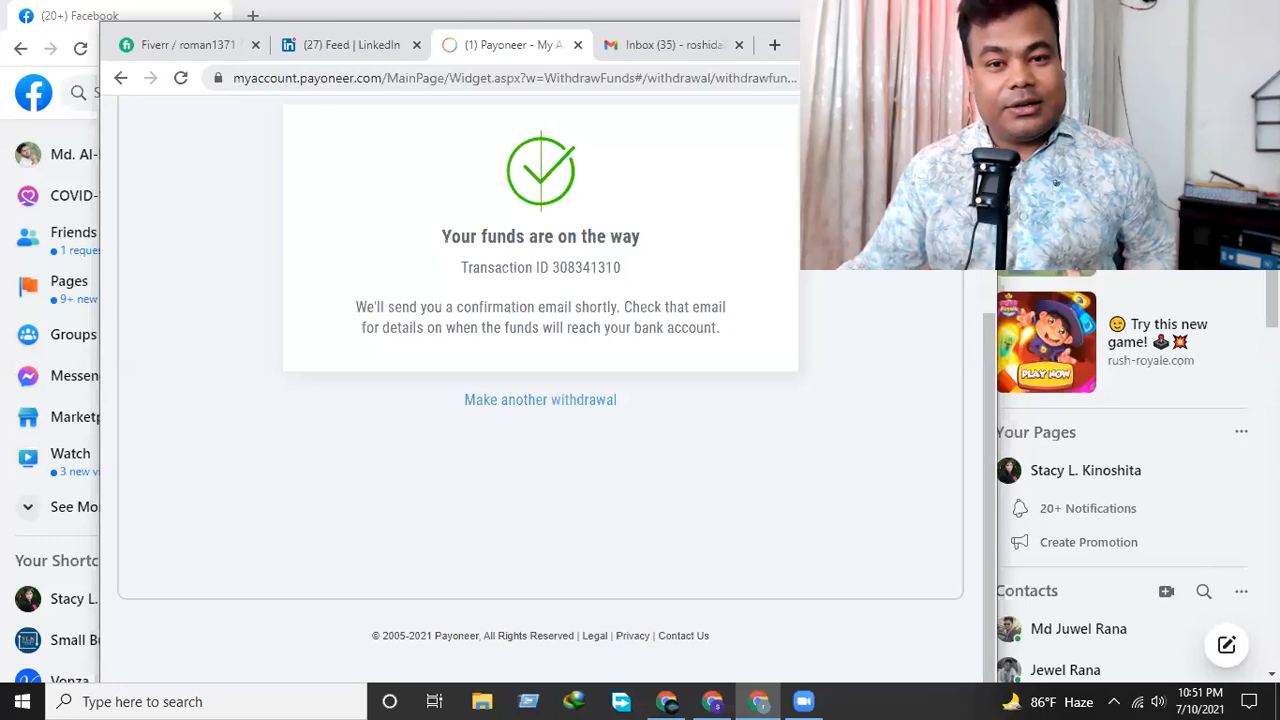 (20+) Facebook
Fiverr / roman1371
(27) Feed | LinkedIn
(1) Payoneer - My A
Inbox (35) - roshida
myaccount.payoneer.com/MainPage/Widget.aspx?w=WithdrawFunds#/withdrawal/withdrawfun...
S
Md. Al-
COVID-
Friends
1 reque
Pages
9+ new
Groups
Messen
Marketp
Watch
3 new v
See Mo
Your Shortc
Stacy L.
Small B
Vonza
Your funds are on the way
Transaction ID 308341310
We'll send you a confirmation email shortly. Check that email
for details on when the funds will reach your bank account.
Make another withdrawal
© 2005-2021 Payoneer, All Rights Reserved | Legal | Privacy | Contact Us
PLAY NOW
Try this new
game!
rush-royale.com
Your Pages
Stacy L. Kinoshita
20+ Notifications
Create Promotion
Contacts
Md Juwel Rana
Jewel Rana
Type here to search
86°F Haze
10:51 PM
7/10/2021